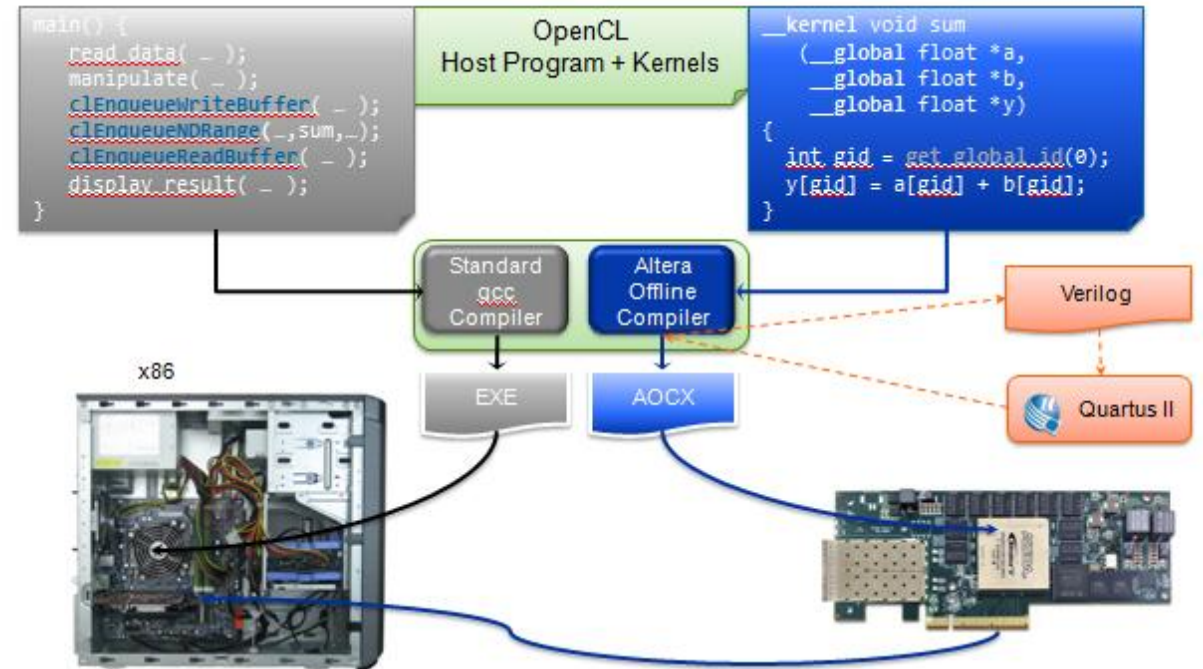 main() {
read_data( … );
manipulate( … );
clEnqueueWriteBuffer( … );
clEnqueueNDRange(…,sum,…);
clEnqueueReadBuffer( … );
display_result( … );
}
OpenCL
Host Program + Kernels
__kernel void sum
(__global float *a,
__global float *b,
__global float *y)
{
int gid = get_global_id(0);
y[gid] = a[gid] + b[gid];
}
Standard
gcc
Compiler
Altera
Offline
Compiler
Verilog
x86
EXE
AOCX
Quartus II